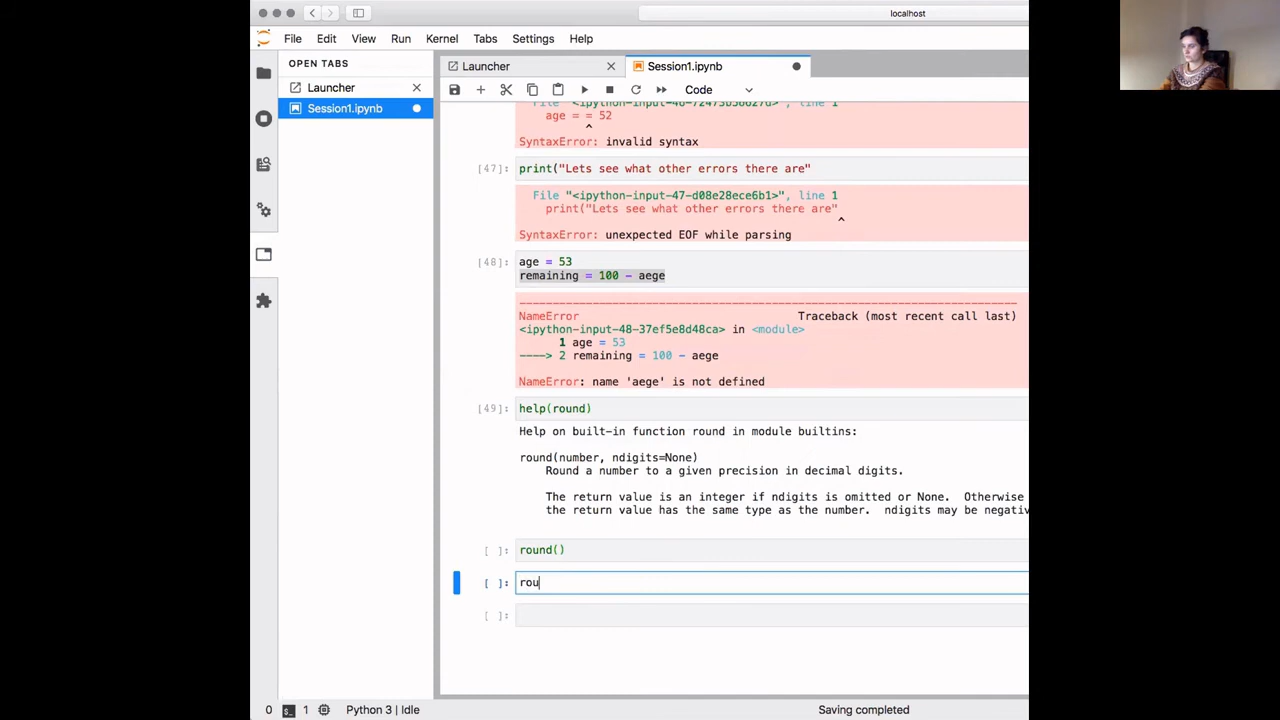 localhost
File Edit View Run Kernel Tabs Settings Help
OPEN TABS
Launcher
Session1.ipynb
Launcher
Session1.ipynb
Code
age = = 52
^
SyntaxError: invalid syntax
[47]: print("Lets see what other errors there are"
File "<ipython-input-47-d08e28ece6b1>", line 1
print("Lets see what other errors there are"
^
SyntaxError: unexpected EOF while parsing
[48]: age = 53
remaining = 100 - aege
---------------------------------------------------------------------------
NameError Traceback (most recent call last)
<ipython-input-48-37ef5e8d48ca> in <module>
1 age = 53
----> 2 remaining = 100 - aege
NameError: name 'aege' is not defined
[49]: help(round)
Help on built-in function round in module builtins:
round(number, ndigits=None)
Round a number to a given precision in decimal digits.
The return value is an integer if ndigits is omitted or None.  Otherwise
the return value has the same type as the number.  ndigits may be negativ
[ ]: round()
[ ]: rou
[ ]:
0 1 Python 3 | Idle Saving completed